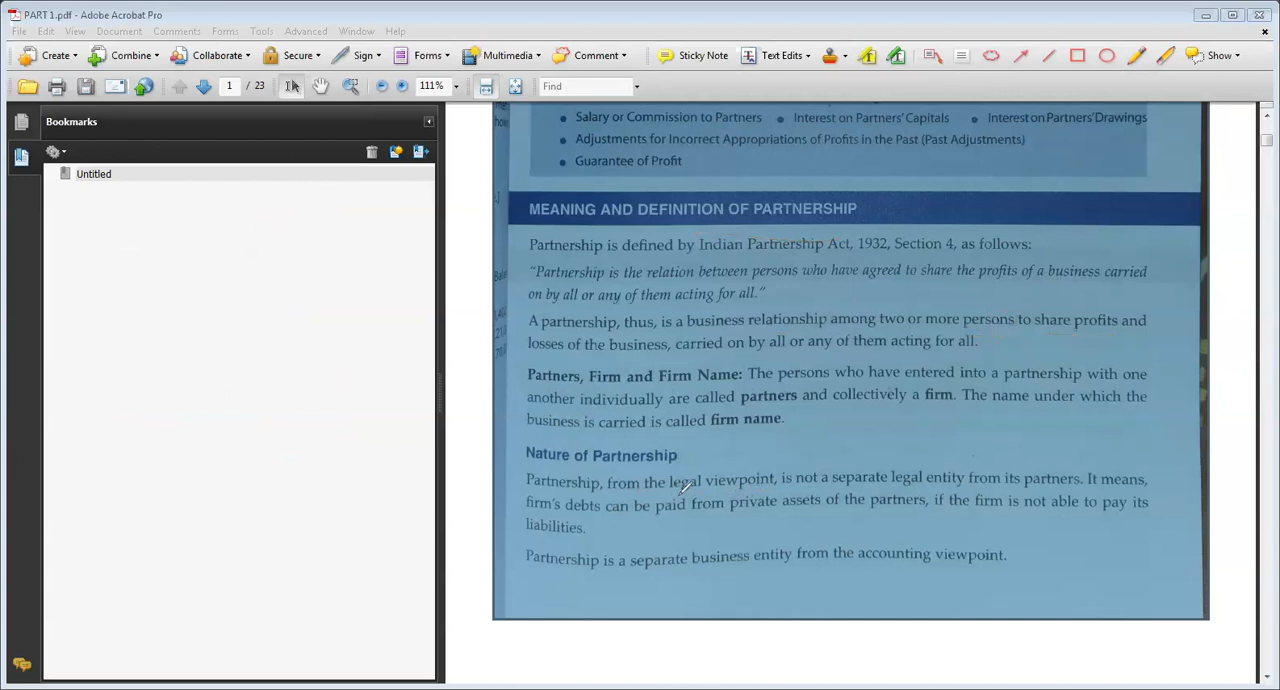 PART 1.pdf - Adobe Acrobat Pro
File Edit View Document Comments Forms Tools Advanced Window Help
Create Combine Collaborate Secure Sign Forms Multimedia Comment Sticky Note Text Edits Show
1 / 23 111% Find
Bookmarks
Untitled
Salary or Commission to Partners • Interest on Partners' Capitals • Interest on Partners' Drawings
• Adjustments for Incorrect Appropriations of Profits in the Past (Past Adjustments)
• Guarantee of Profit
MEANING AND DEFINITION OF PARTNERSHIP
Partnership is defined by Indian Partnership Act, 1932, Section 4, as follows:
"Partnership is the relation between persons who have agreed to share the profits of a business carried
on by all or any of them acting for all."
A partnership, thus, is a business relationship among two or more persons to share profits and
losses of the business, carried on by all or any of them acting for all.
Partners, Firm and Firm Name: The persons who have entered into a partnership with one
another individually are called partners and collectively a firm. The name under which the
business is carried is called firm name.
Nature of Partnership
Partnership, from the legal viewpoint, is not a separate legal entity from its partners. It means,
firm's debts can be paid from private assets of the partners, if the firm is not able to pay its
liabilities.
Partnership is a separate business entity from the accounting viewpoint.